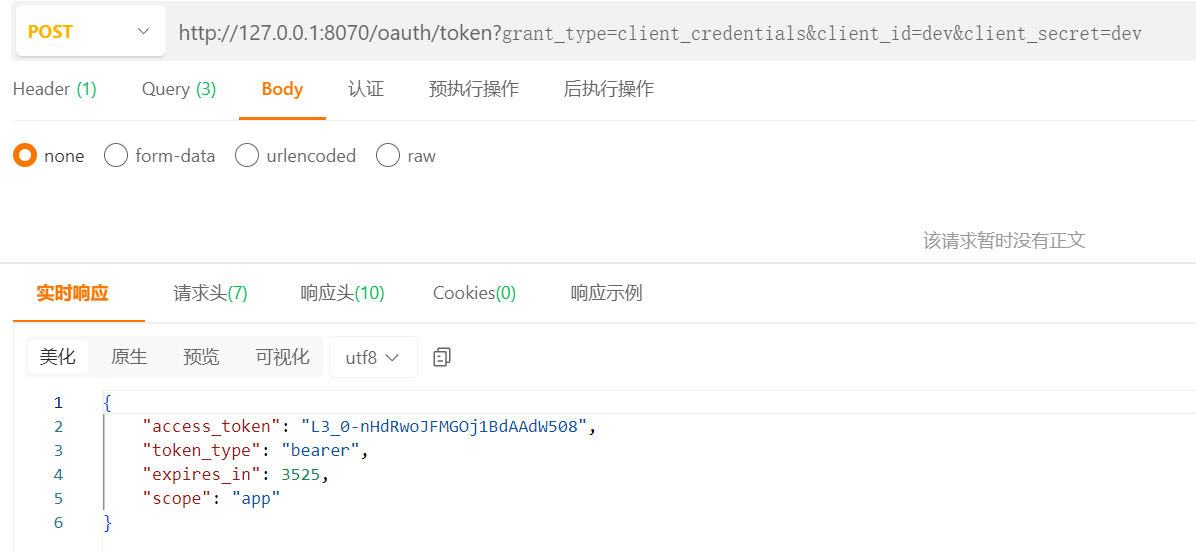 POST http://127.0.0.1:8070/oauth/token?grant_type=client_credentials&client_id=dev&client_secret=dev
Header (1) Query (3) Body 认证 预执行操作 后执行操作
none form-data urlencoded raw
该请求暂时没有正文
实时响应 请求头(7) 响应头(10) Cookies(0) 响应示例
美化 原生 预览 可视化 utf8
1 {
2 "access_token": "L3_0-nHdRwoJFMGOj1BdAAdW508",
3 "token_type": "bearer",
4 "expires_in": 3525,
5 "scope": "app"
6 }